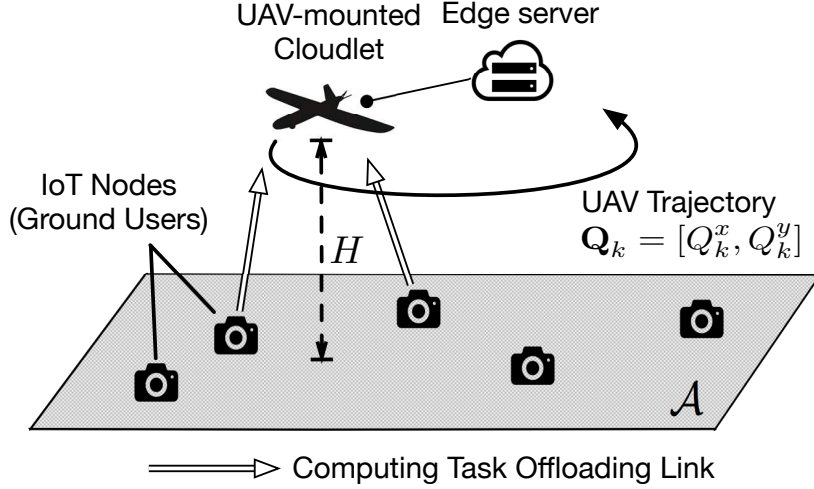 UAV-mounted
Cloudlet
Edge server
IoT Nodes
(Ground Users)
H
UAV Trajectory
𝐐_k = [Q_k^x, Q_k^y]
𝒜
Computing Task Offloading Link